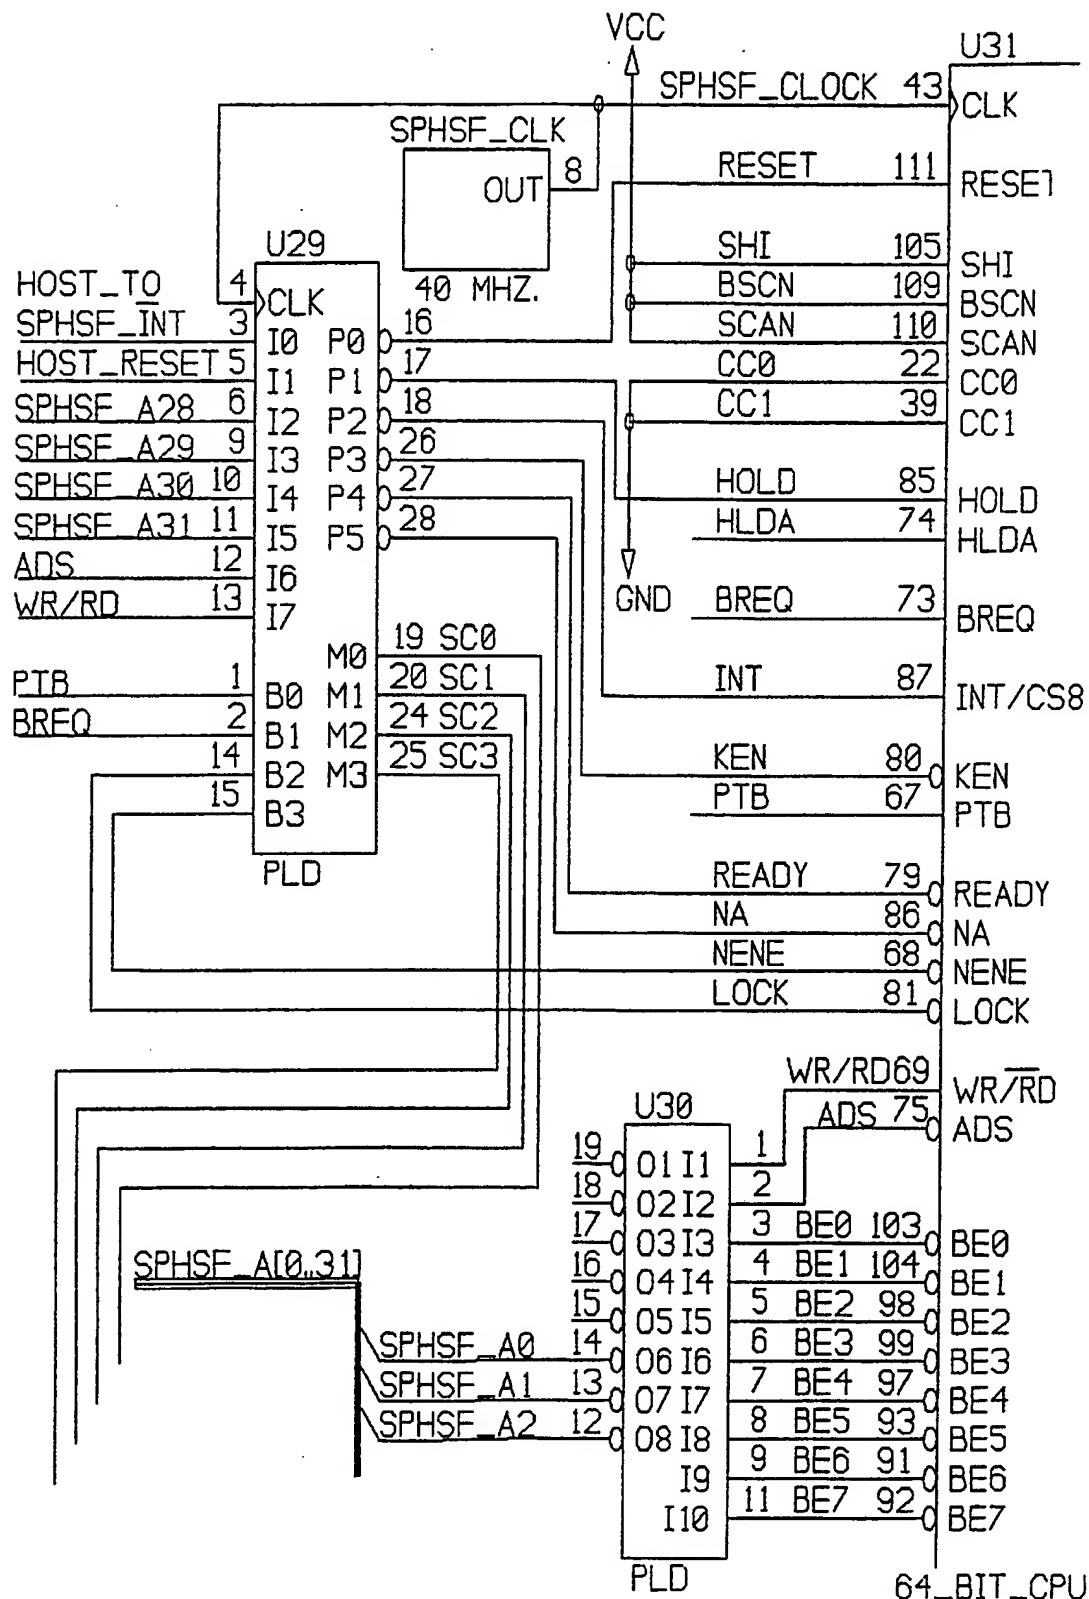 VCC
U31
SPHSF_CLOCK 43 CLK
SPHSF_CLK
OUT 8
40 MHZ.
RESET 111 RESET
SHI 105 SHI
BSCN 109 BSCN
SCAN 110 SCAN
CC0 22 CC0
CC1 39 CC1
GND
HOLD 85 HOLD
HLDA 74 HLDA
BREQ 73 BREQ
INT 87 INT/CS8
KEN 80 KEN
PTB 67 PTB
READY 79 READY
NA 86 NA
NENE 68 NENE
LOCK 81 LOCK
WR/RD 69 WR/RD
ADS 75 ADS
U29
HOST_TO 4 CLK
SPHSF_INT 3 I0 P0 16
HOST_RESET 5 I1 P1 17
SPHSF_A28 6 I2 P2 18
SPHSF_A29 9 I3 P3 26
SPHSF_A30 10 I4 P4 27
SPHSF_A31 11 I5 P5 28
ADS 12 I6
WR/RD 13 I7
M0 19 SC0
PTB 1 B0 M1 20 SC1
BREQ 2 B1 M2 24 SC2
14 B2 M3 25 SC3
15 B3
PLD
U30
19 O1 I1 1
18 O2 I2 2
17 O3 I3 3 BE0 103 BE0
16 O4 I4 4 BE1 104 BE1
15 O5 I5 5 BE2 98 BE2
SPHSF_A[0..31]
SPHSF_A0 14 O6 I6 6 BE3 99 BE3
SPHSF_A1 13 O7 I7 7 BE4 97 BE4
SPHSF_A2 12 O8 I8 8 BE5 93 BE5
I9 9 BE6 91 BE6
I10 11 BE7 92 BE7
PLD
64_BIT_CPU